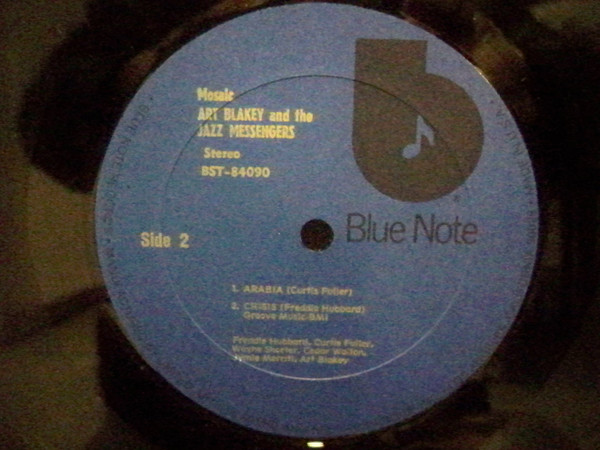 Mosaic
ART BLAKEY and the
JAZZ MESSENGERS
Stereo
BST-84090
Blue Note
Side 2
1. ARABIA (Curtis Fuller)
2. CRISIS (Freddie Hubbard)
Groove Music-BMI
Freddie Hubbard, Curtis Fuller,
Wayne Shorter, Cedar Walton,
Jymie Merritt, Art Blakey